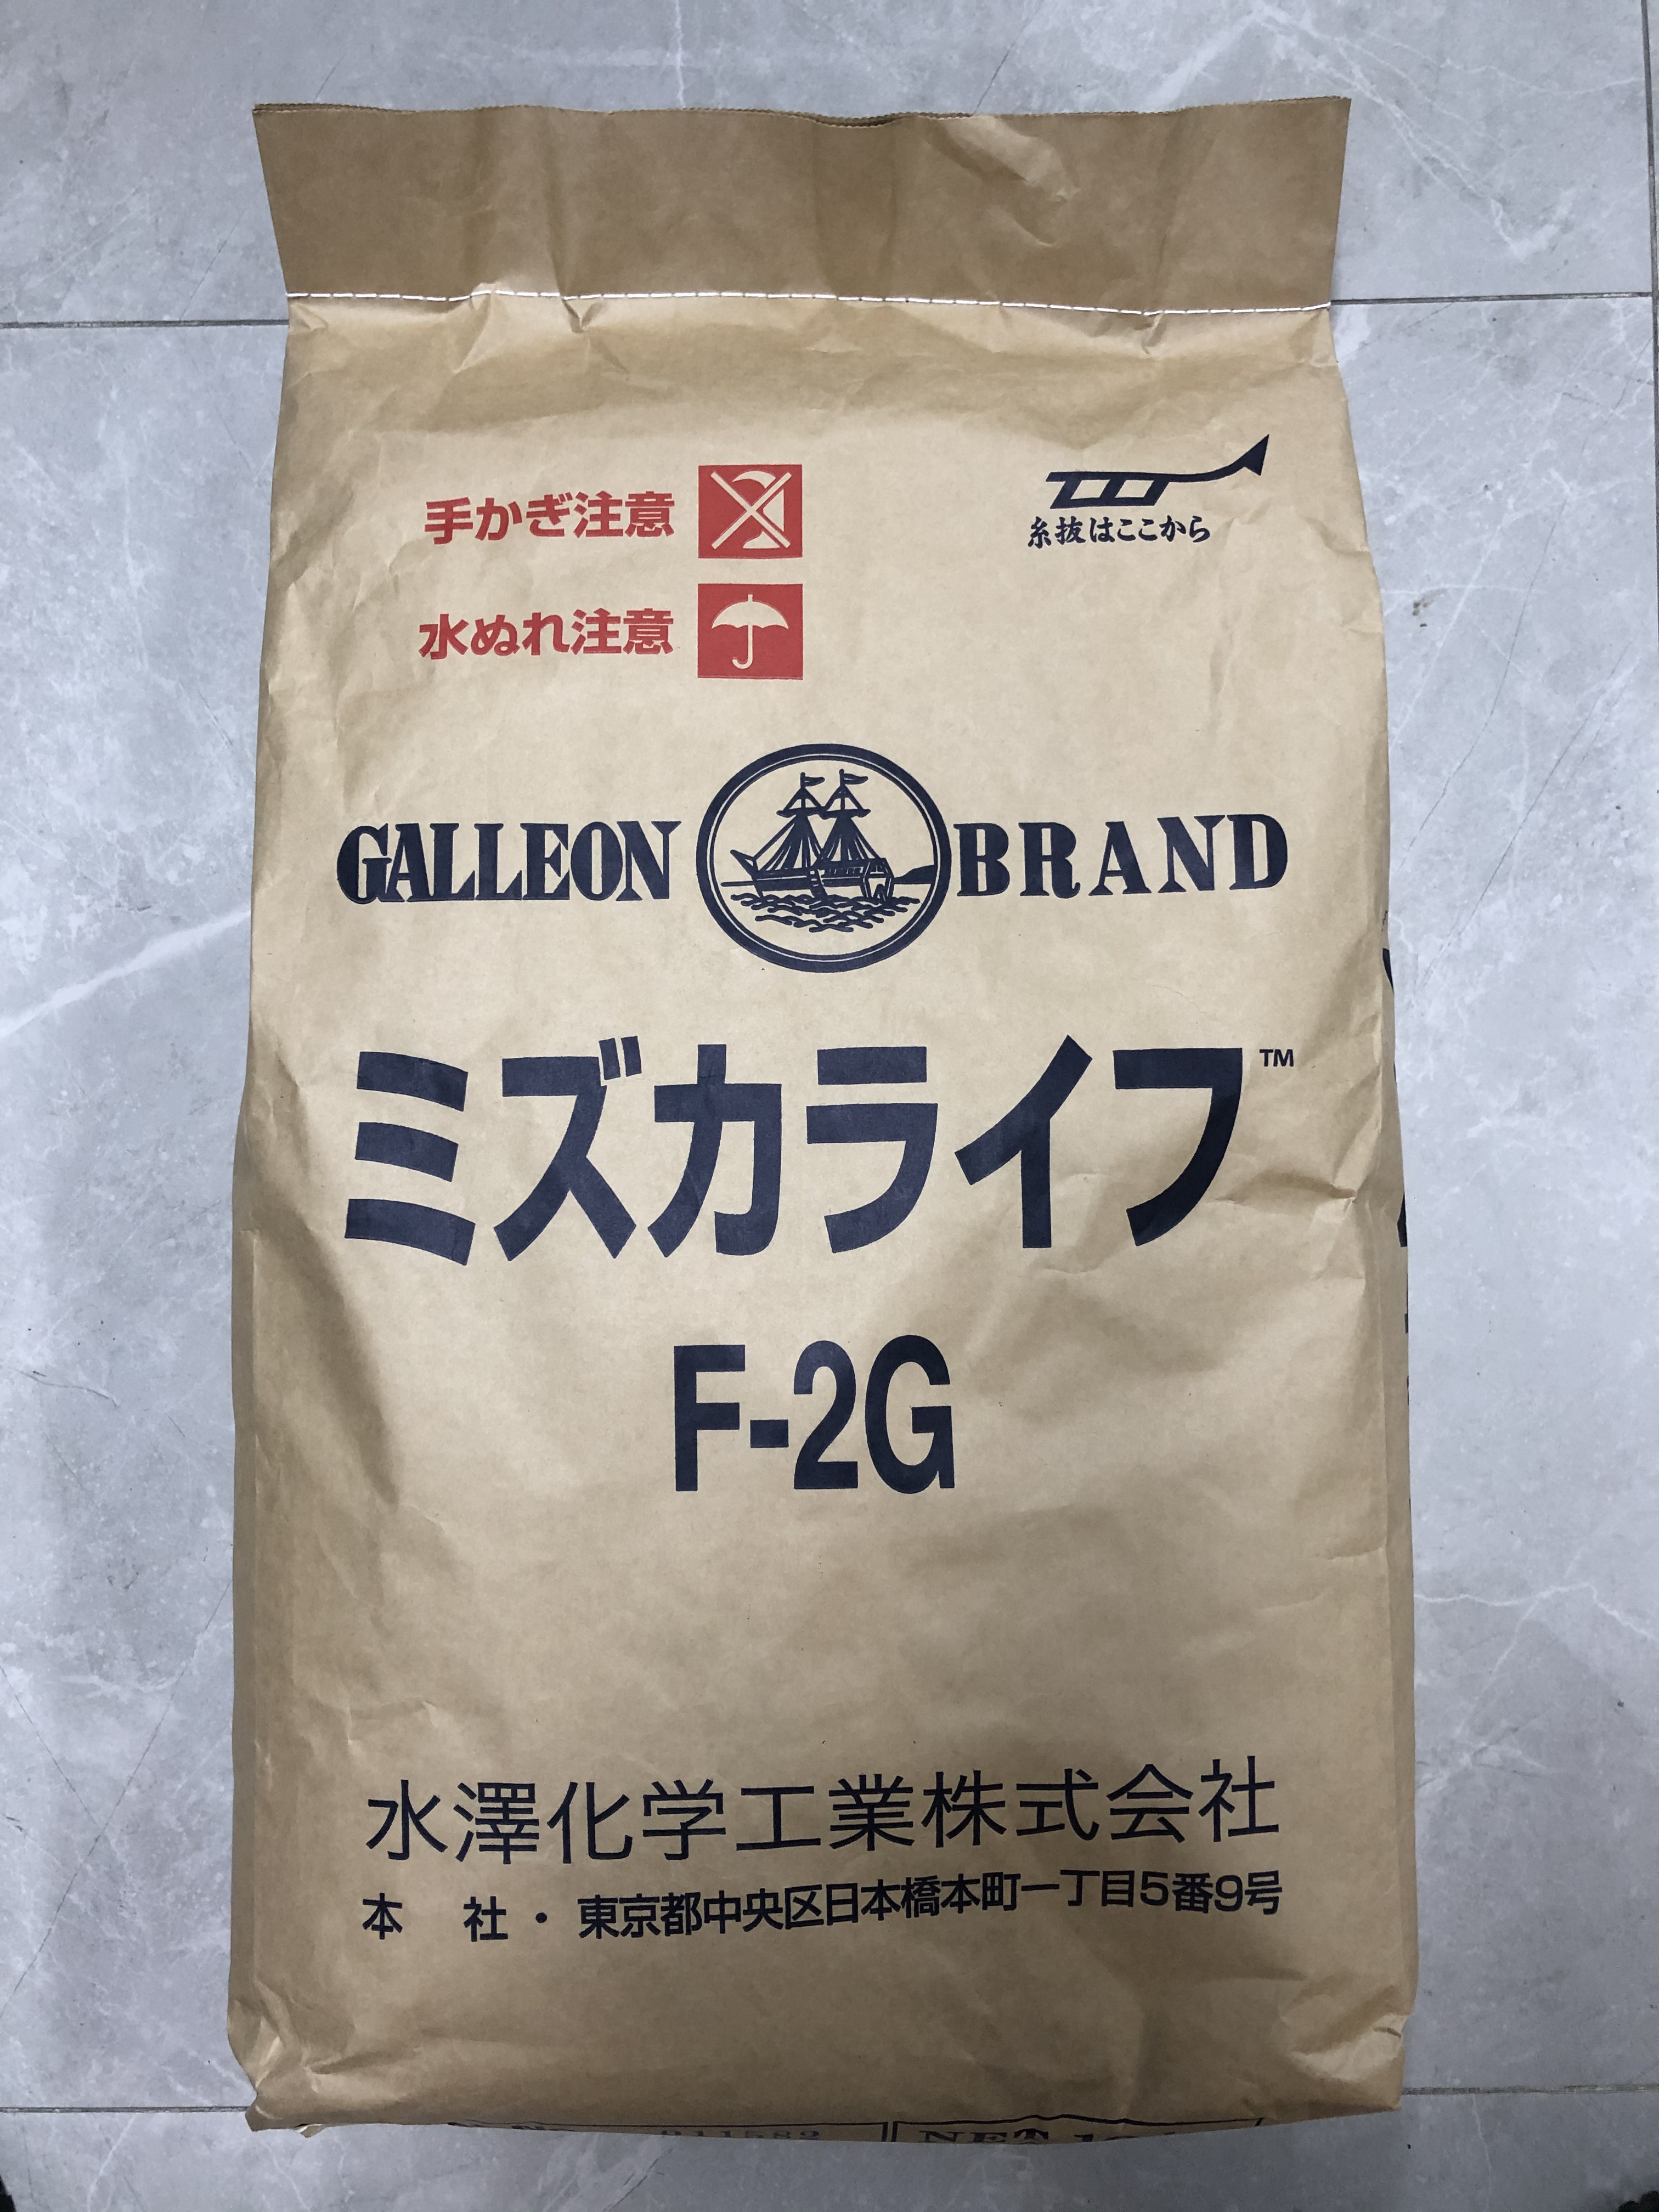 手かぎ注意
糸抜はここから
水ぬれ注意
GALLEON BRAND
ミズカライフ™
F-2G
水澤化学工業株式会社
本 社・東京都中央区日本橋本町一丁目5番9号
NET